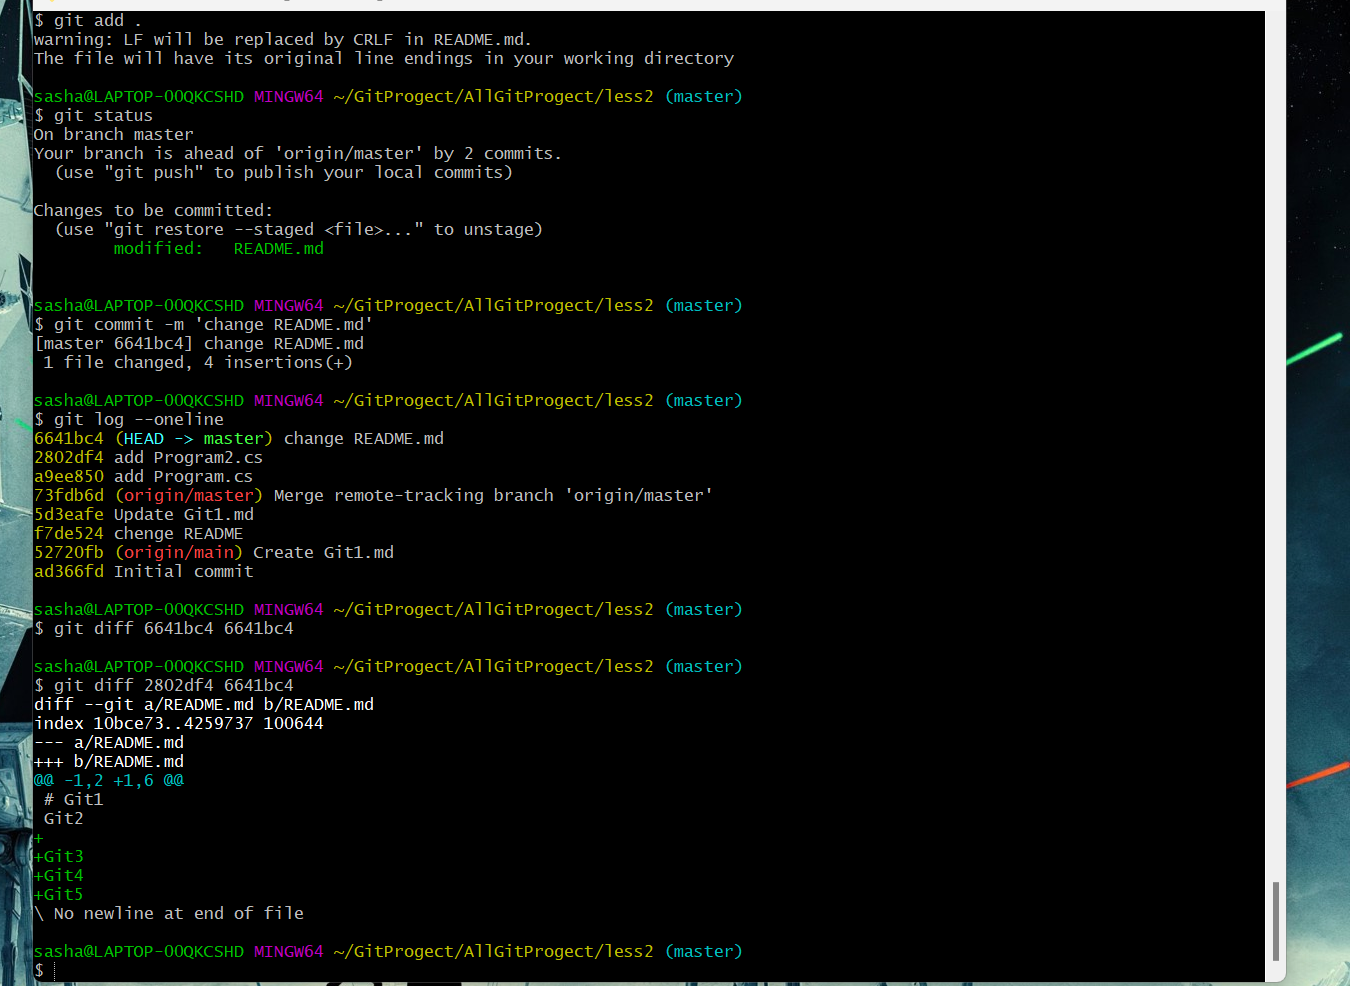 $ git add .
warning: LF will be replaced by CRLF in README.md.
The file will have its original line endings in your working directory
sasha@LAPTOP-OOQKCSHD MINGW64 ~/GitProgect/AllGitProgect/less2 (master)
$ git status
On branch master
Your branch is ahead of 'origin/master' by 2 commits.
  (use "git push" to publish your local commits)
Changes to be committed:
  (use "git restore --staged <file>..." to unstage)
        modified:   README.md
sasha@LAPTOP-OOQKCSHD MINGW64 ~/GitProgect/AllGitProgect/less2 (master)
$ git commit -m 'change README.md'
[master 6641bc4] change README.md
 1 file changed, 4 insertions(+)
sasha@LAPTOP-OOQKCSHD MINGW64 ~/GitProgect/AllGitProgect/less2 (master)
$ git log --oneline
6641bc4 (HEAD -> master) change README.md
2802df4 add Program2.cs
a9ee850 add Program.cs
73fdb6d (origin/master) Merge remote-tracking branch 'origin/master'
5d3eafe Update Git1.md
f7de524 chenge README
52720fb (origin/main) Create Git1.md
ad366fd Initial commit
sasha@LAPTOP-OOQKCSHD MINGW64 ~/GitProgect/AllGitProgect/less2 (master)
$ git diff 6641bc4 6641bc4
sasha@LAPTOP-OOQKCSHD MINGW64 ~/GitProgect/AllGitProgect/less2 (master)
$ git diff 2802df4 6641bc4
diff --git a/README.md b/README.md
index 10bce73..4259737 100644
--- a/README.md
+++ b/README.md
@@ -1,2 +1,6 @@
 # Git1
 Git2
+
+Git3
+Git4
+Git5
\ No newline at end of file
sasha@LAPTOP-OOQKCSHD MINGW64 ~/GitProgect/AllGitProgect/less2 (master)
$